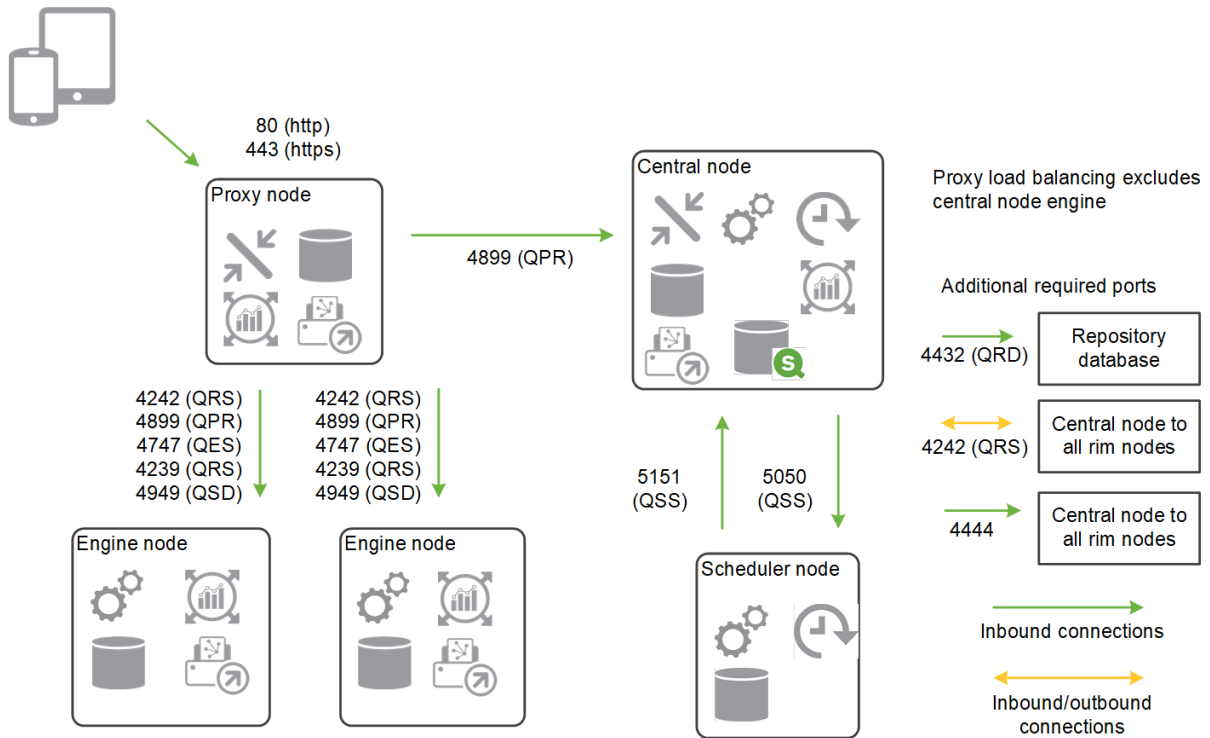 80 (http)
443 (https)
Proxy node
4899 (QPR)
Central node
Proxy load balancing excludes
central node engine
Additional required ports
4432 (QRD)
Repository
database
4242 (QRS)
Central node to
all rim nodes
4444
Central node to
all rim nodes
Inbound connections
Inbound/outbound
connections
4242 (QRS)
4899 (QPR)
4747 (QES)
4239 (QRS)
4949 (QSD)
4242 (QRS)
4899 (QPR)
4747 (QES)
4239 (QRS)
4949 (QSD)
Engine node
Engine node
5151
(QSS)
5050
(QSS)
Scheduler node
S